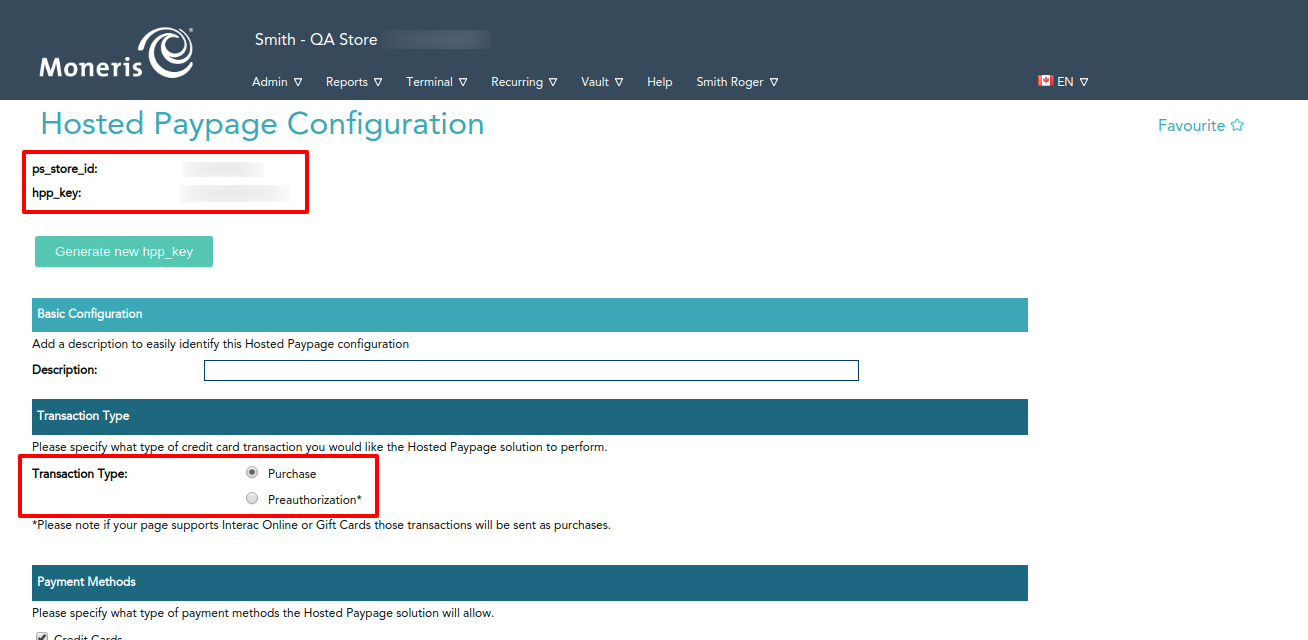 Moneris
Smith - QA Store
Admin Reports Terminal Recurring Vault Help Smith Roger EN
Hosted Paypage Configuration
Favourite
ps_store_id:
hpp_key:
Generate new hpp_key
Basic Configuration
Add a description to easily identify this Hosted Paypage configuration
Description:
Transaction Type
Please specify what type of credit card transaction you would like the Hosted Paypage solution to perform.
Transaction Type: Purchase
Preauthorization*
*Please note if your page supports Interac Online or Gift Cards those transactions will be sent as purchases.
Payment Methods
Please specify what type of payment methods the Hosted Paypage solution will allow.
Credit Cards